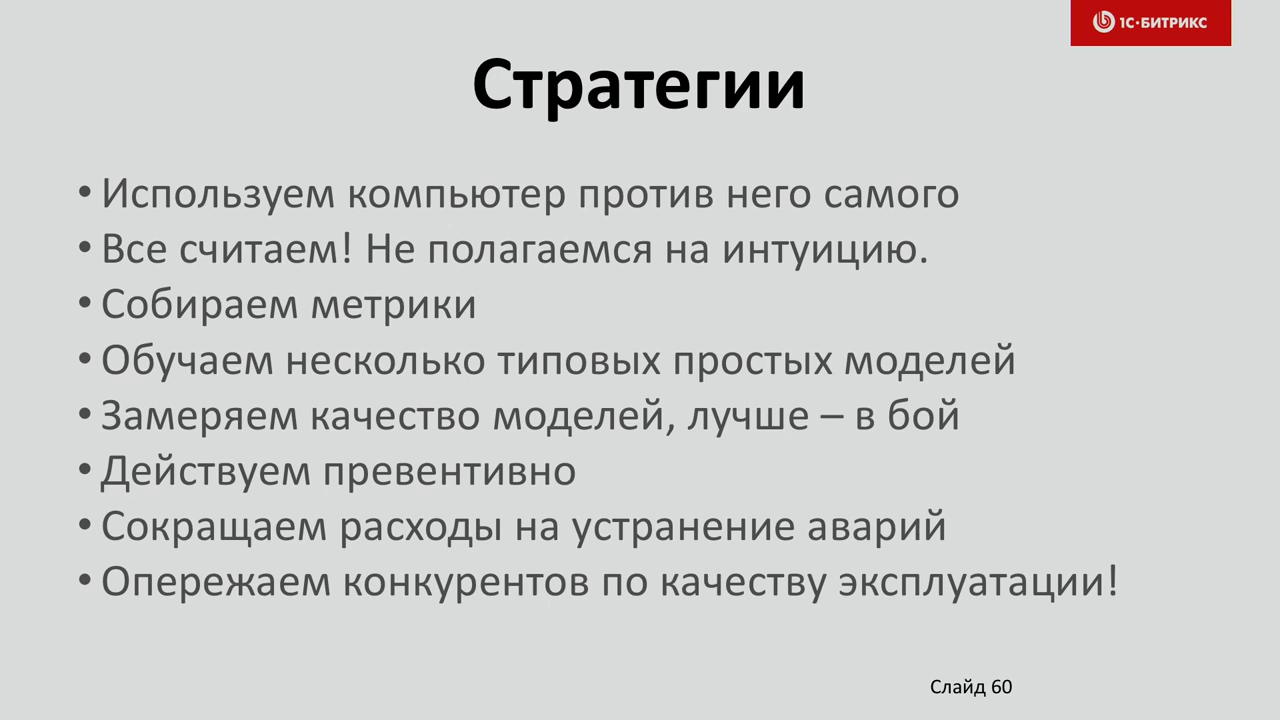 1С·БИТРИКС
Стратегии
• Используем компьютер против него самого
• Все считаем! Не полагаемся на интуицию.
• Собираем метрики
• Обучаем несколько типовых простых моделей
• Замеряем качество моделей, лучше – в бой
• Действуем превентивно
• Сокращаем расходы на устранение аварий
• Опережаем конкурентов по качеству эксплуатации!
Слайд 60